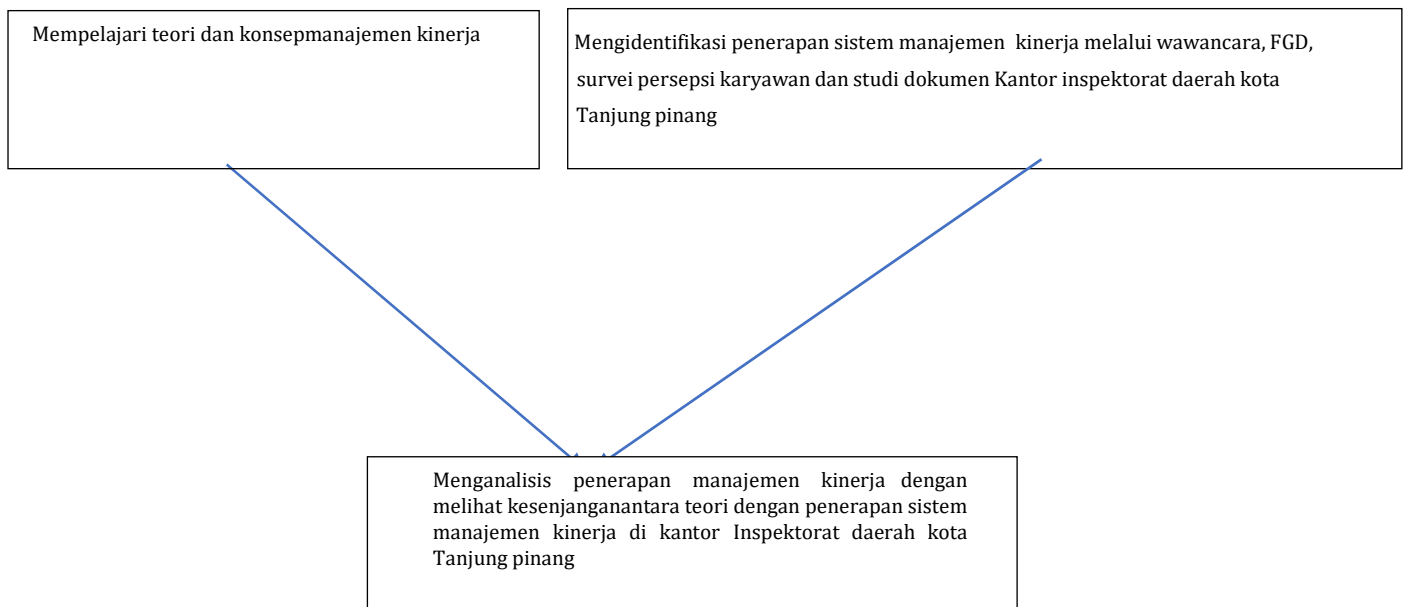 Mempelajari teori dan konsepmanajemen kinerja
Mengidentifikasi penerapan sistem manajemen kinerja melalui wawancara, FGD,
survei persepsi karyawan dan studi dokumen Kantor inspektorat daerah kota
Tanjung pinang
Menganalisis penerapan manajemen kinerja dengan
melihat kesenjanganantara teori dengan penerapan sistem
manajemen kinerja di kantor Inspektorat daerah kota
Tanjung pinang